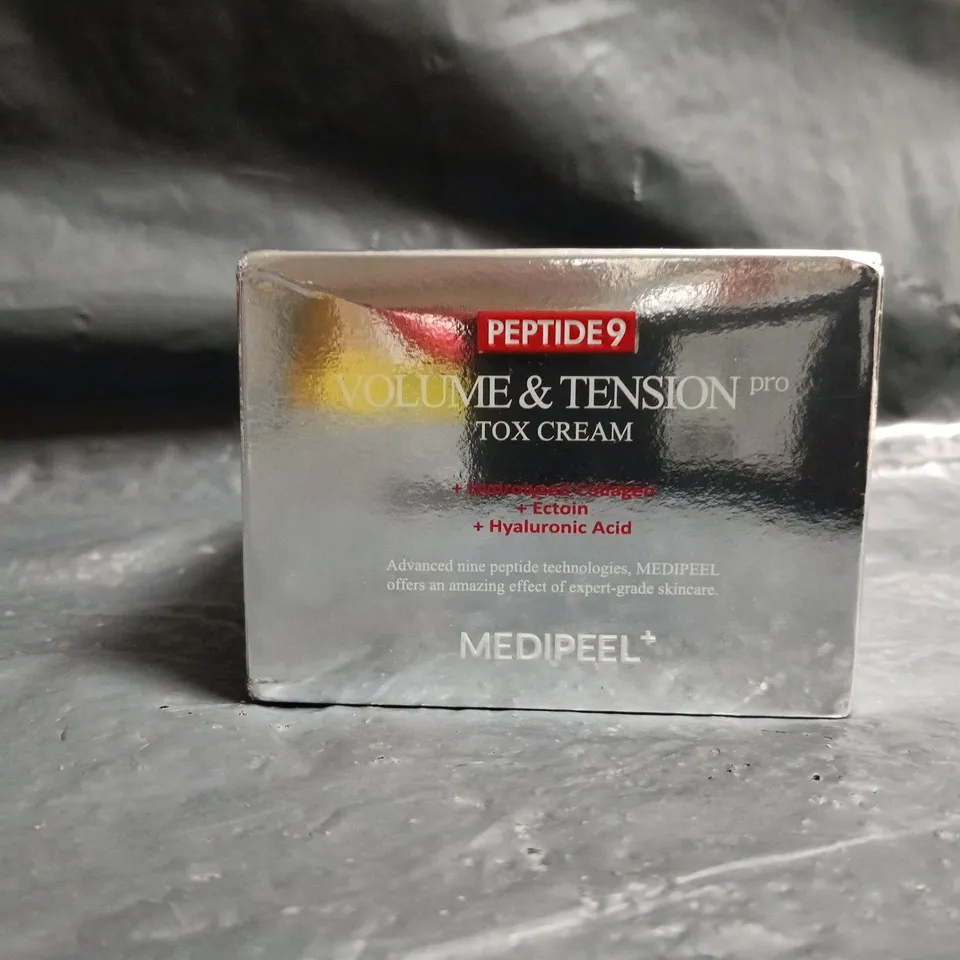 PEPTIDE 9
VOLUME & TENSION pro
TOX CREAM
+ Collagen
+ Ectoin
+ Hyaluronic Acid
Advanced nine peptide teehnologies, MEDIPEEL
offers an amazing effect of expert-grade skincare.
MEDIPEEL+